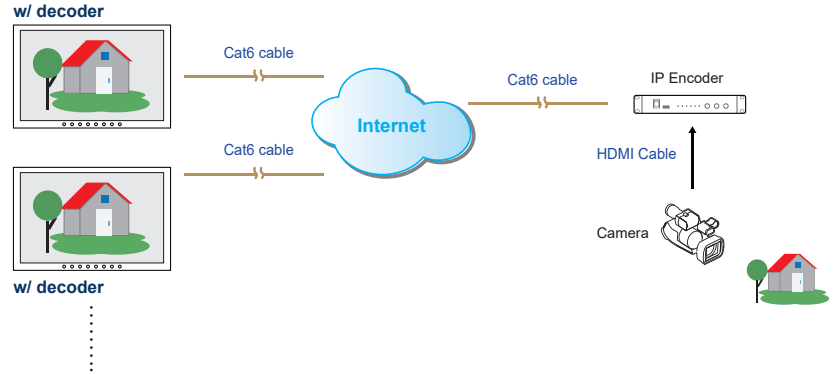 w/ decoder
Cat6 cable
Cat6 cable
IP Encoder
Internet
Cat6 cable
HDMI Cable
Camera
w/ decoder